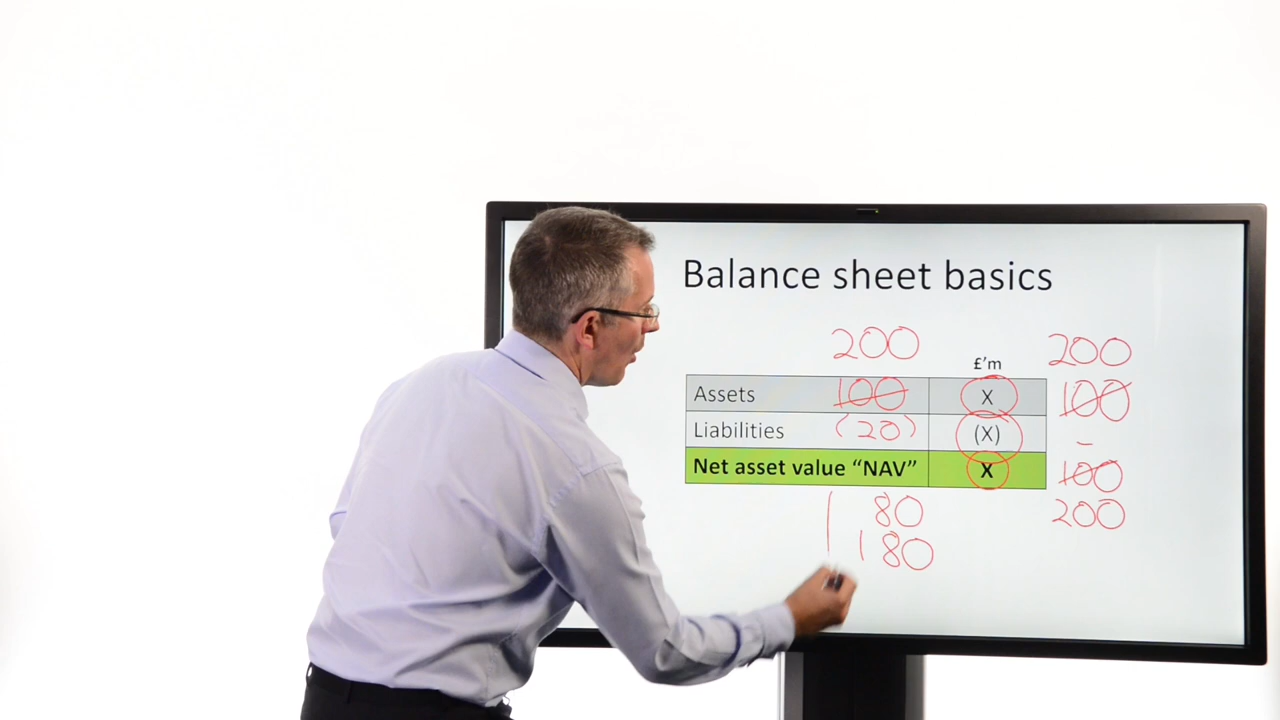 Balance sheet basics
200 200
£'m
Assets 100 X 100
Liabilities (20) (X) -
Net asset value “NAV” X 100
80 200
180